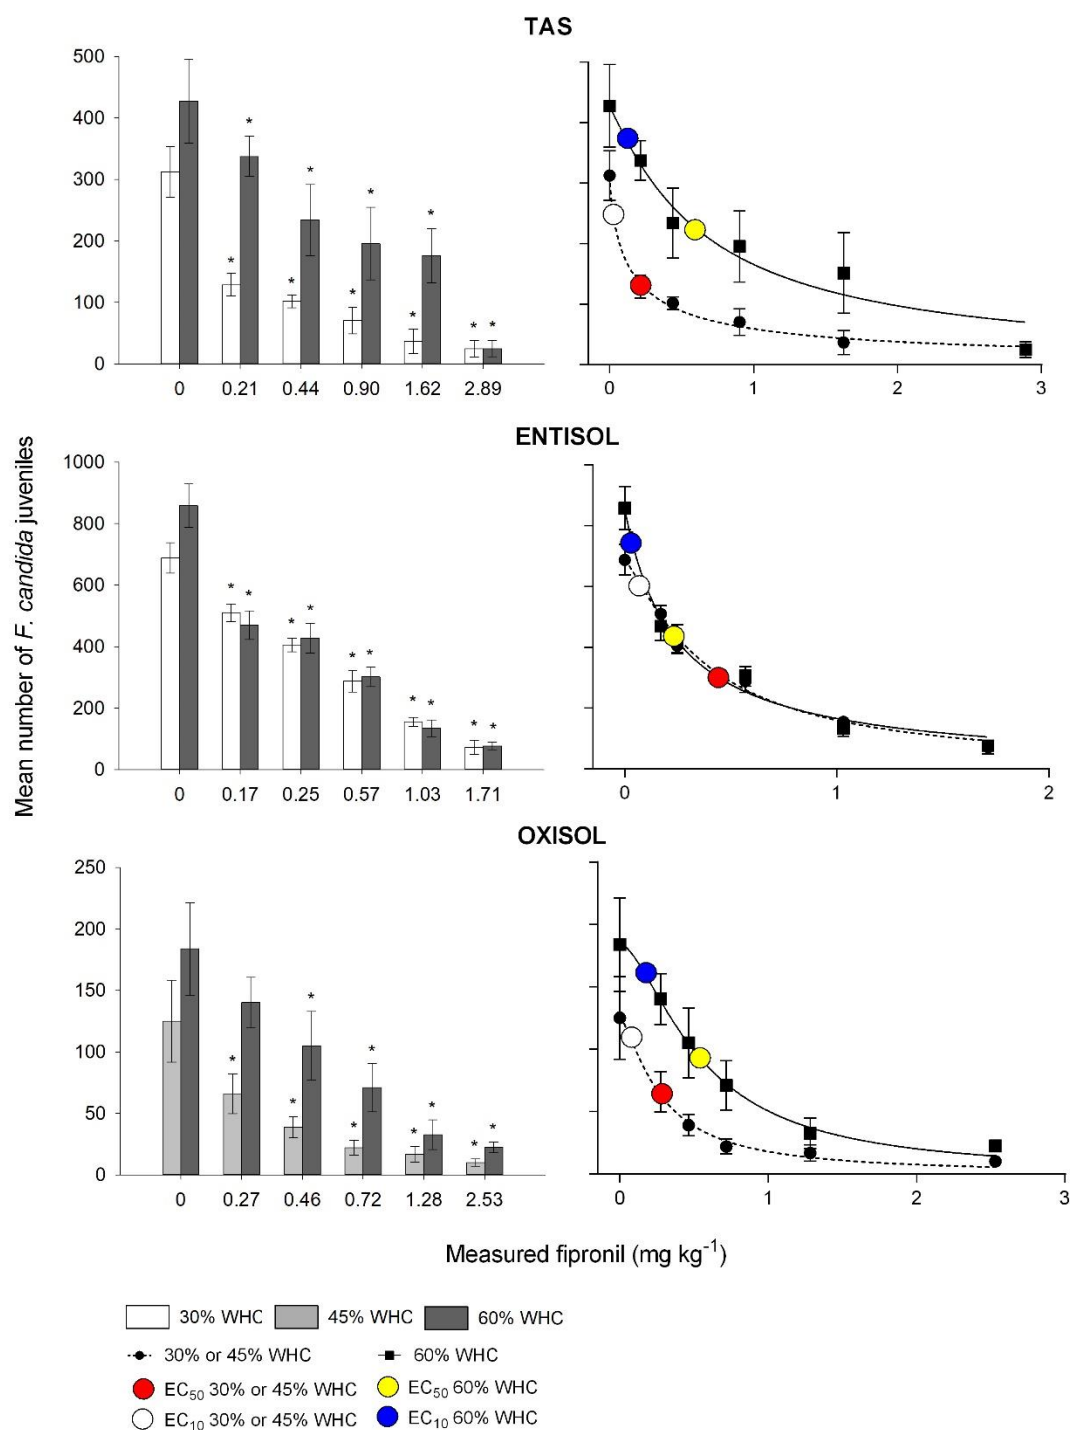 TAS
500
400
300
200
100
0
* * * * * * * * *
0 0.21 0.44 0.90 1.62 2.89
0 1 2 3
ENTISOL
Mean number of F. candida juveniles
1000
800
600
400
200
0
* * * * * * * * * *
0 0.17 0.25 0.57 1.03 1.71
0 1 2
OXISOL
250
200
150
100
50
0
* * * * * * * * *
0 0.27 0.46 0.72 1.28 2.53
0 1 2 3
Measured fipronil (mg kg⁻¹)
30% WHC 45% WHC 60% WHC
30% or 45% WHC 60% WHC
EC₅₀ 30% or 45% WHC EC₅₀ 60% WHC
EC₁₀ 30% or 45% WHC EC₁₀ 60% WHC